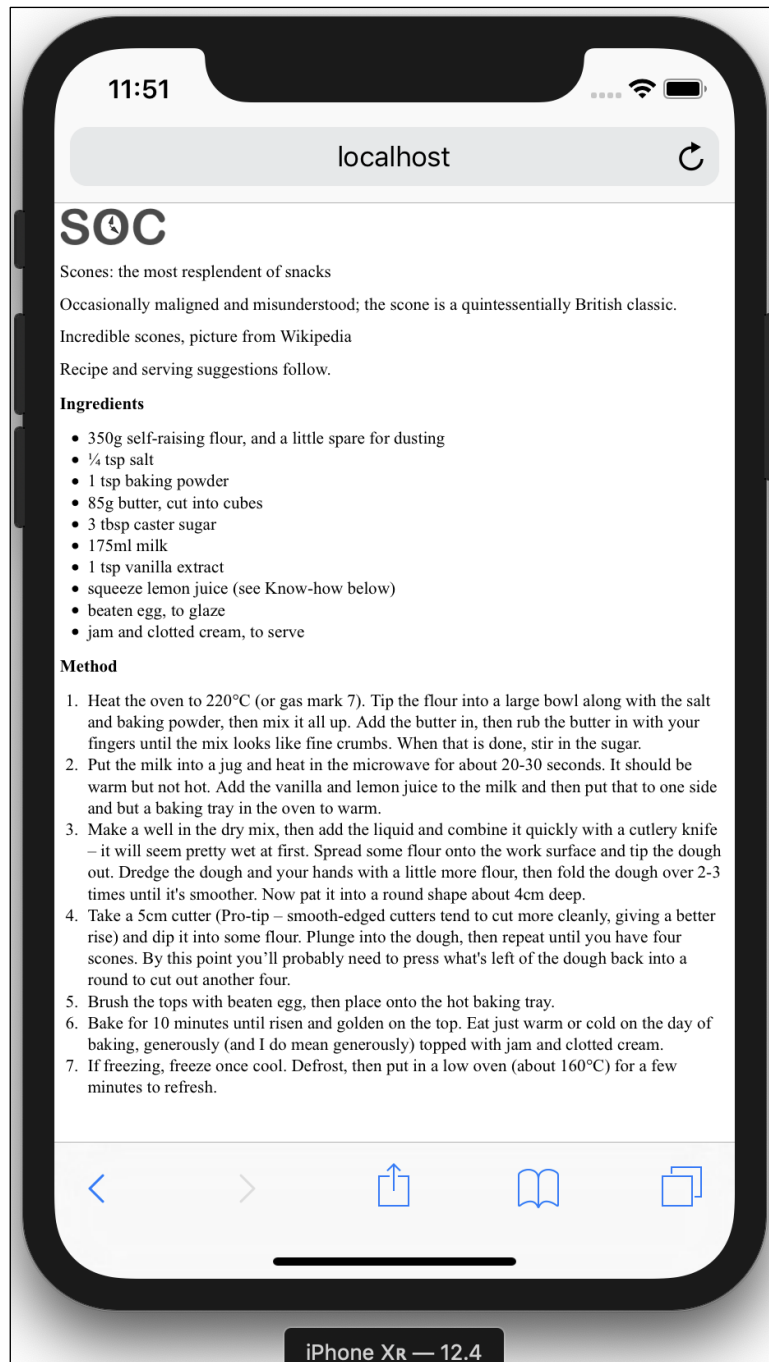 11:51
localhost
SOC
Scones: the most resplendent of snacks
Occasionally maligned and misunderstood; the scone is a quintessentially British classic.
Incredible scones, picture from Wikipedia
Recipe and serving suggestions follow.
Ingredients
• 350g self-raising flour, and a little spare for dusting
• ¼ tsp salt
• 1 tsp baking powder
• 85g butter, cut into cubes
• 3 tbsp caster sugar
• 175ml milk
• 1 tsp vanilla extract
• squeeze lemon juice (see Know-how below)
• beaten egg, to glaze
• jam and clotted cream, to serve
Method
1. Heat the oven to 220°C (or gas mark 7). Tip the flour into a large bowl along with the salt
and baking powder, then mix it all up. Add the butter in, then rub the butter in with your
fingers until the mix looks like fine crumbs. When that is done, stir in the sugar.
2. Put the milk into a jug and heat in the microwave for about 20-30 seconds. It should be
warm but not hot. Add the vanilla and lemon juice to the milk and then put that to one side
and but a baking tray in the oven to warm.
3. Make a well in the dry mix, then add the liquid and combine it quickly with a cutlery knife
– it will seem pretty wet at first. Spread some flour onto the work surface and tip the dough
out. Dredge the dough and your hands with a little more flour, then fold the dough over 2-3
times until it's smoother. Now pat it into a round shape about 4cm deep.
4. Take a 5cm cutter (Pro-tip – smooth-edged cutters tend to cut more cleanly, giving a better
rise) and dip it into some flour. Plunge into the dough, then repeat until you have four
scones. By this point you’ll probably need to press what's left of the dough back into a
round to cut out another four.
5. Brush the tops with beaten egg, then place onto the hot baking tray.
6. Bake for 10 minutes until risen and golden on the top. Eat just warm or cold on the day of
baking, generously (and I do mean generously) topped with jam and clotted cream.
7. If freezing, freeze once cool. Defrost, then put in a low oven (about 160°C) for a few
minutes to refresh.
iPhone Xʀ — 12.4